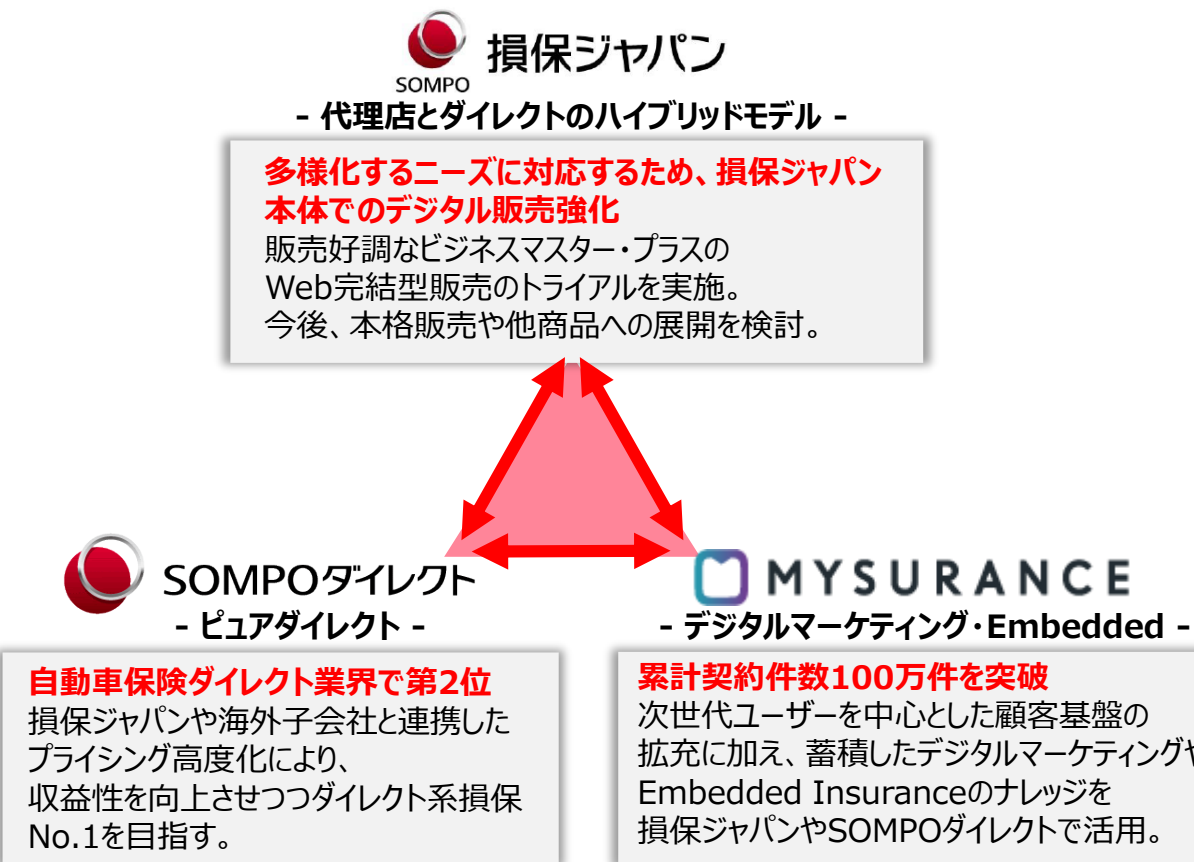 損保ジャパン
SOMPO
- 代理店とダイレクトのハイブリッドモデル -
多様化するニーズに対応するため、損保ジャパン
本体でのデジタル販売強化
販売好調なビジネスマスター・プラスの
Web完結型販売のトライアルを実施。
今後、本格販売や他商品への展開を検討。
SOMPOダイレクト
- ピュアダイレクト -
自動車保険ダイレクト業界で第2位
損保ジャパンや海外子会社と連携した
プライシング高度化により、
収益性を向上させつつダイレクト系損保
No.1を目指す。
MYSURANCE
- デジタルマーケティング・Embedded -
累計契約件数100万件を突破
次世代ユーザーを中心とした顧客基盤の
拡充に加え、蓄積したデジタルマーケティングや
Embedded Insuranceのナレッジを
損保ジャパンやSOMPOダイレクトで活用。